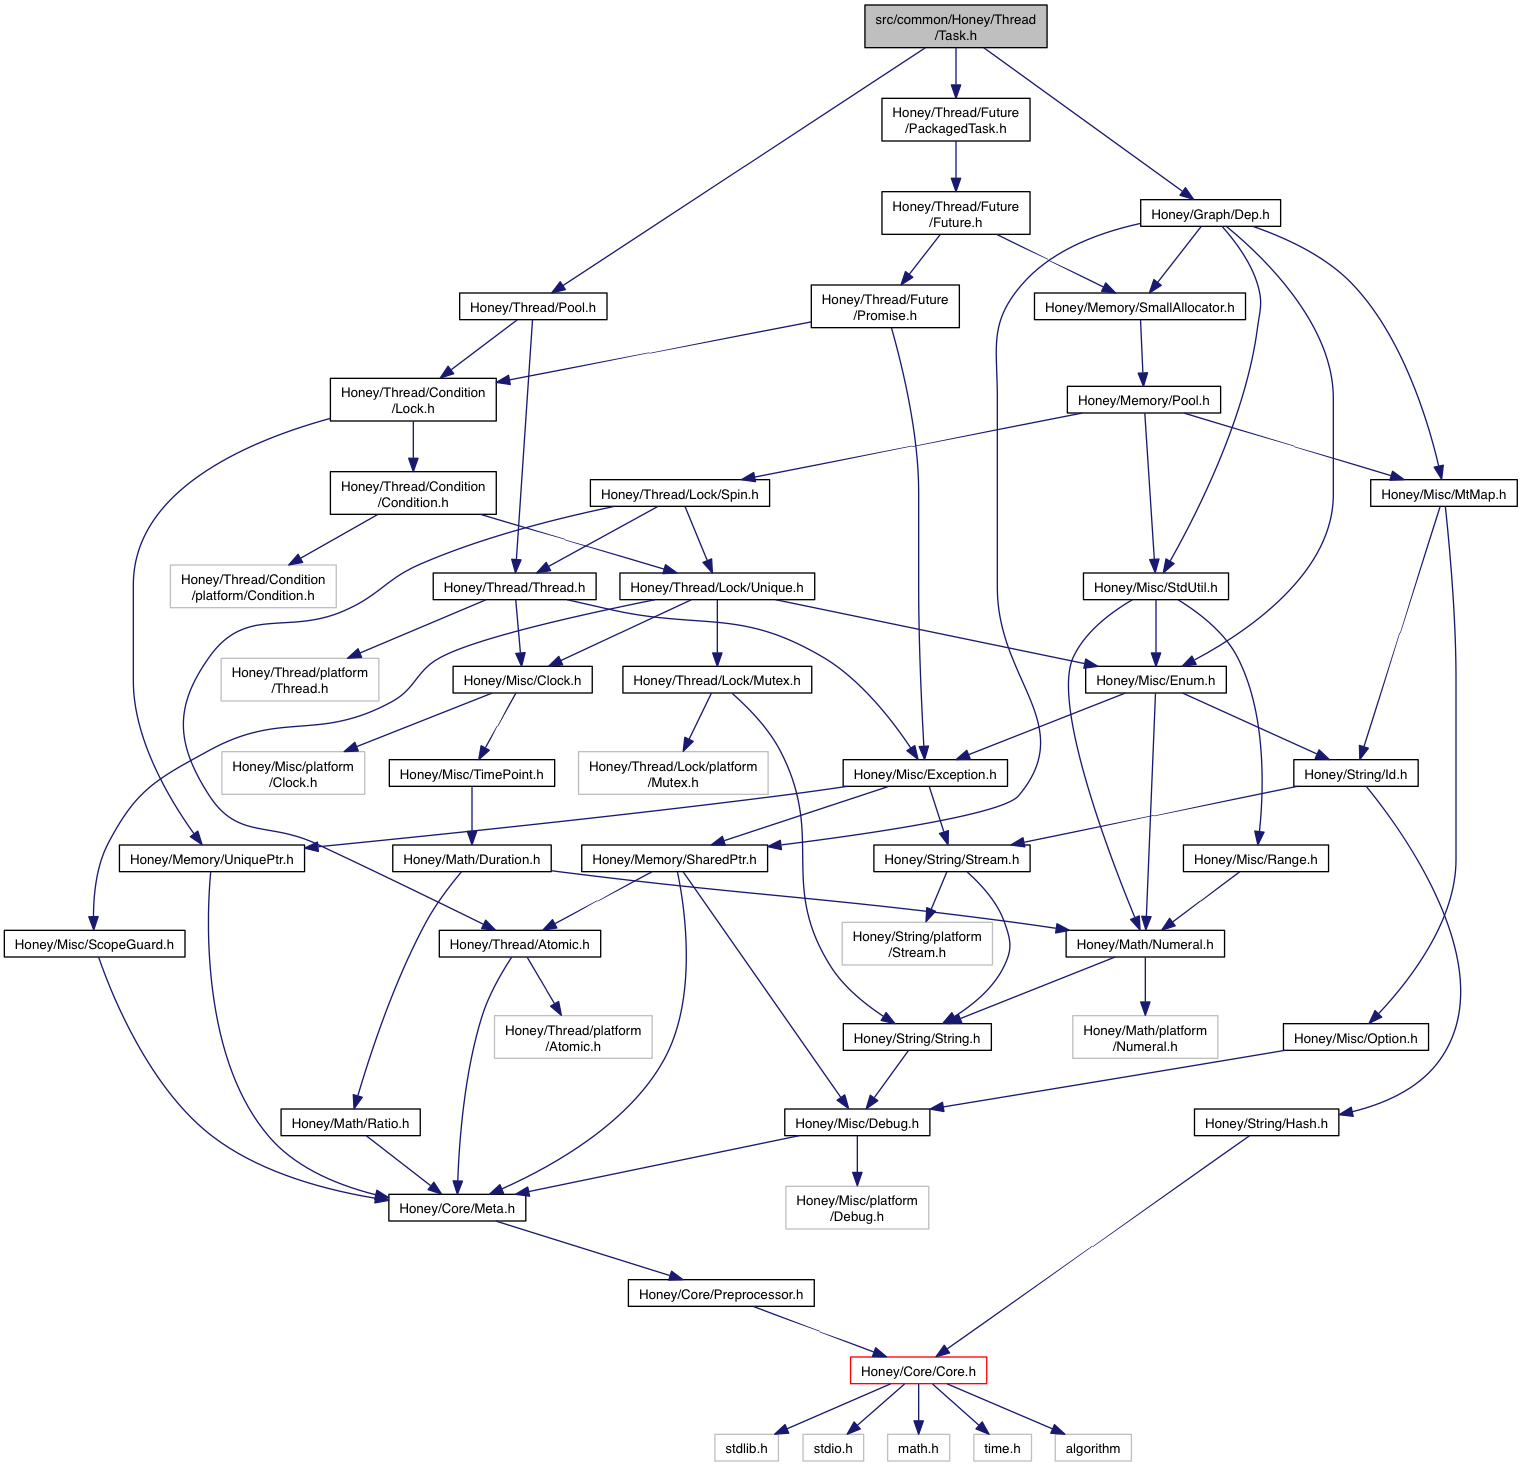 src/common/Honey/Thread
/Task.h
Honey/Thread/Future
/PackagedTask.h
Honey/Thread/Future
/Future.h
Honey/Graph/Dep.h
Honey/Thread/Pool.h
Honey/Thread/Future
/Promise.h
Honey/Memory/SmallAllocator.h
Honey/Thread/Condition
/Lock.h
Honey/Memory/Pool.h
Honey/Thread/Condition
/Condition.h
Honey/Thread/Lock/Spin.h
Honey/Misc/MtMap.h
Honey/Thread/Condition
/platform/Condition.h
Honey/Thread/Thread.h
Honey/Thread/Lock/Unique.h
Honey/Misc/StdUtil.h
Honey/Thread/platform
/Thread.h
Honey/Misc/Clock.h
Honey/Thread/Lock/Mutex.h
Honey/Misc/Enum.h
Honey/Misc/platform
/Clock.h
Honey/Misc/TimePoint.h
Honey/Thread/Lock/platform
/Mutex.h
Honey/Misc/Exception.h
Honey/String/Id.h
Honey/Memory/UniquePtr.h
Honey/Math/Duration.h
Honey/Memory/SharedPtr.h
Honey/String/Stream.h
Honey/Misc/Range.h
Honey/Misc/ScopeGuard.h
Honey/Thread/Atomic.h
Honey/String/platform
/Stream.h
Honey/Math/Numeral.h
Honey/Thread/platform
/Atomic.h
Honey/String/String.h
Honey/Math/platform
/Numeral.h
Honey/Misc/Option.h
Honey/Math/Ratio.h
Honey/Misc/Debug.h
Honey/String/Hash.h
Honey/Core/Meta.h
Honey/Misc/platform
/Debug.h
Honey/Core/Preprocessor.h
Honey/Core/Core.h
stdlib.h
stdio.h
math.h
time.h
algorithm